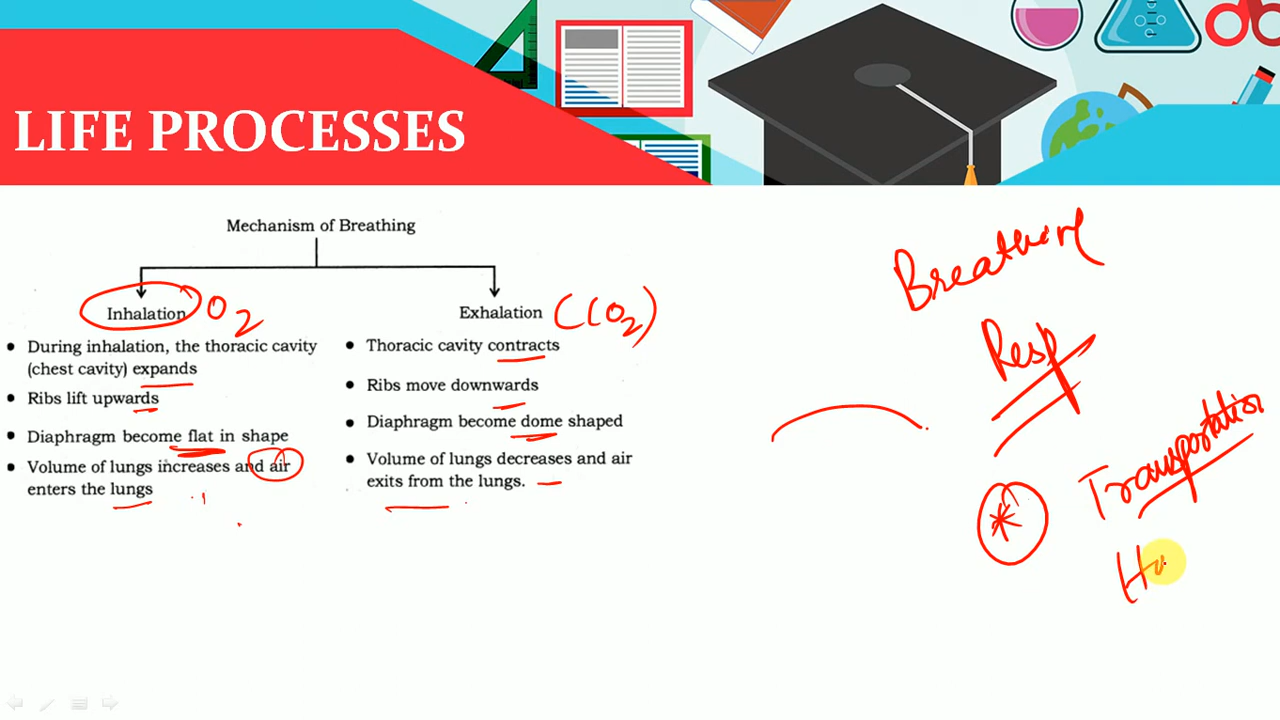 LIFE PROCESSES
Mechanism of Breathing
Inhalation O2
During inhalation, the thoracic cavity
(chest cavity) expands
Ribs lift upwards
Diaphragm become flat in shape
Volume of lungs increases and air
enters the lungs
Exhalation (CO2)
Thoracic cavity contracts
Ribs move downwards
Diaphragm become dome shaped
Volume of lungs decreases and air
exits from the lungs.
Resp
*
Transportation